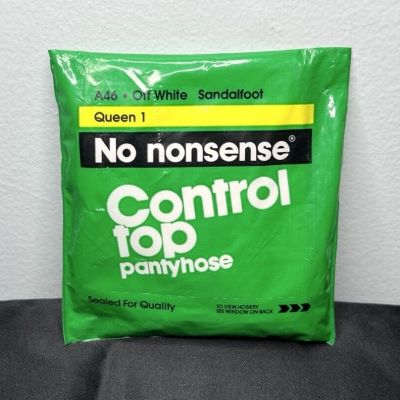 A46 • Off White Sandalfoot
Queen 1
No nonsense®
Control
top
pantyhose
Sealed For Quality
TO VIEW HOSIERY
SEE WINDOW ON BACK